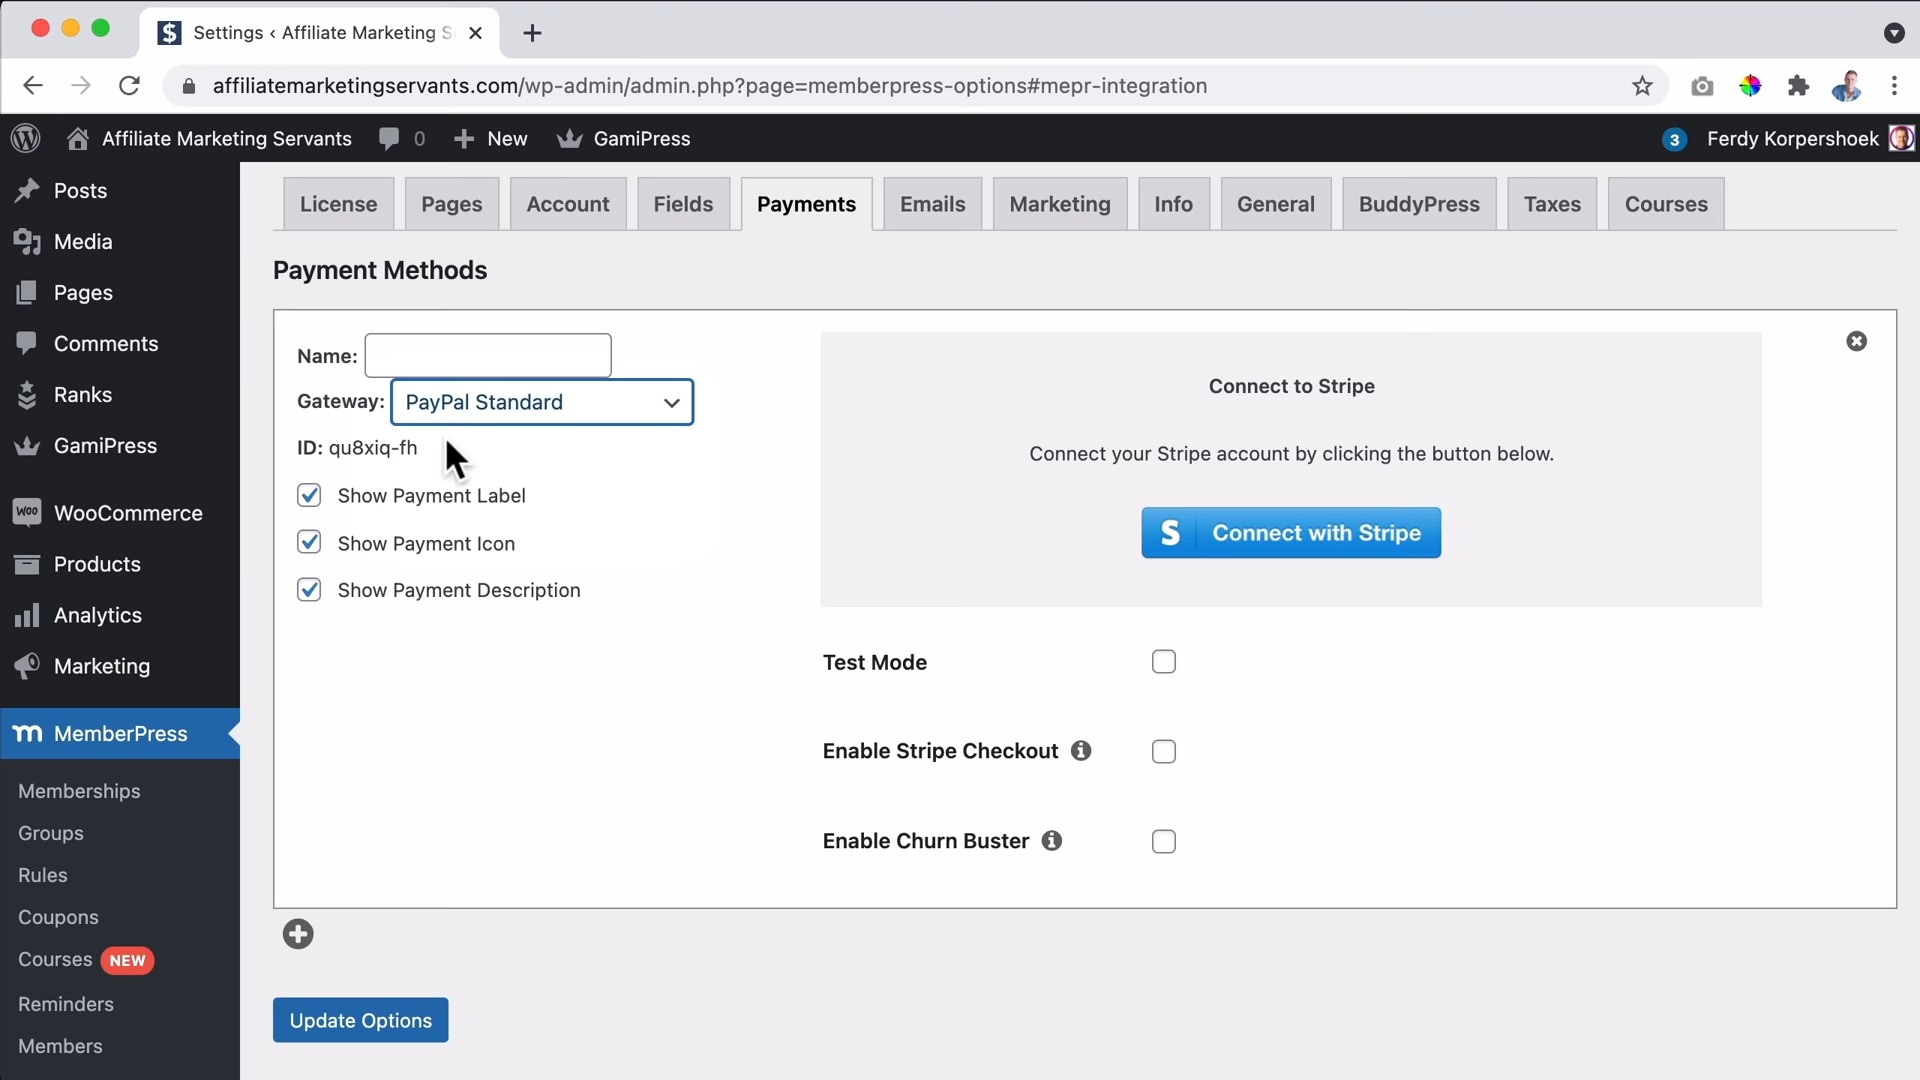 Settings ‹ Affiliate Marketing S
affiliatemarketingservants.com/wp-admin/admin.php?page=memberpress-options#mepr-integration
Affiliate Marketing Servants
0
New
GamiPress
3
Ferdy Korpershoek
Posts
Media
Pages
Comments
Ranks
GamiPress
WOO
WooCommerce
Products
Analytics
Marketing
MemberPress
Memberships
Groups
Rules
Coupons
Courses NEW
Reminders
Members
License
Pages
Account
Fields
Payments
Emails
Marketing
Info
General
BuddyPress
Taxes
Courses
Payment Methods
Name:
Gateway: PayPal Standard
ID: qu8xiq-fh
Show Payment Label
Show Payment Icon
Show Payment Description
Connect to Stripe
Connect your Stripe account by clicking the button below.
S Connect with Stripe
Test Mode
Enable Stripe Checkout
Enable Churn Buster
Update Options